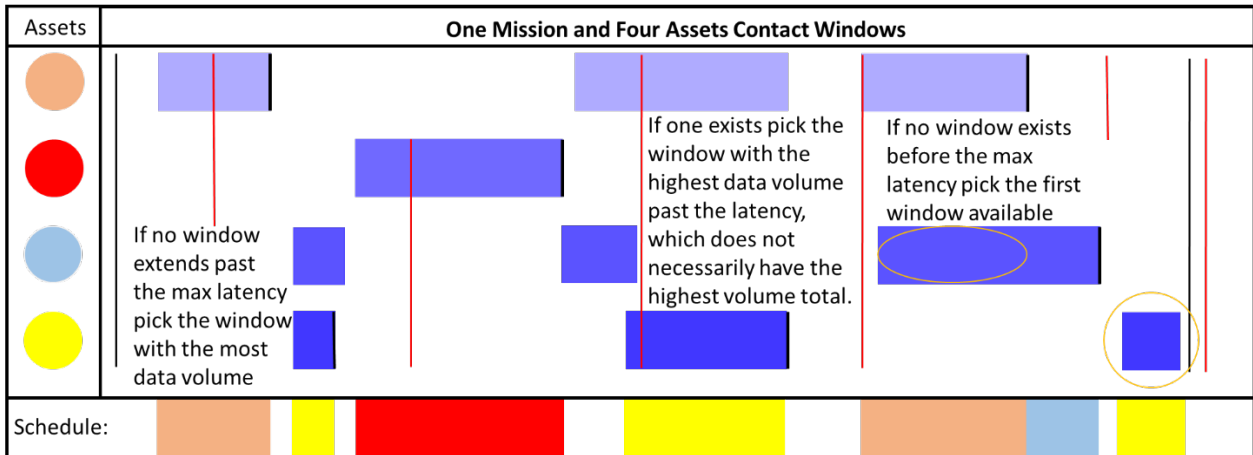 Assets
One Mission and Four Assets Contact Windows
If no window
extends past
the max latency
pick the window
with the most
data volume
If one exists pick the
window with the
highest data volume
past the latency,
which does not
necessarily have the
highest volume total.
If no window exists
before the max
latency pick the first
window available
Schedule: